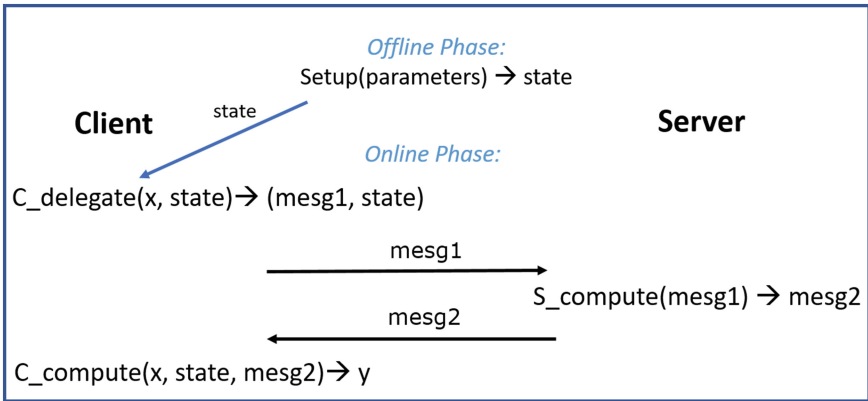 Offline Phase:
Setup(parameters) → state
state
Client
Server
Online Phase:
C_delegate(x, state)→ (mesg1, state)
mesg1
S_compute(mesg1) → mesg2
mesg2
C_compute(x, state, mesg2)→ y